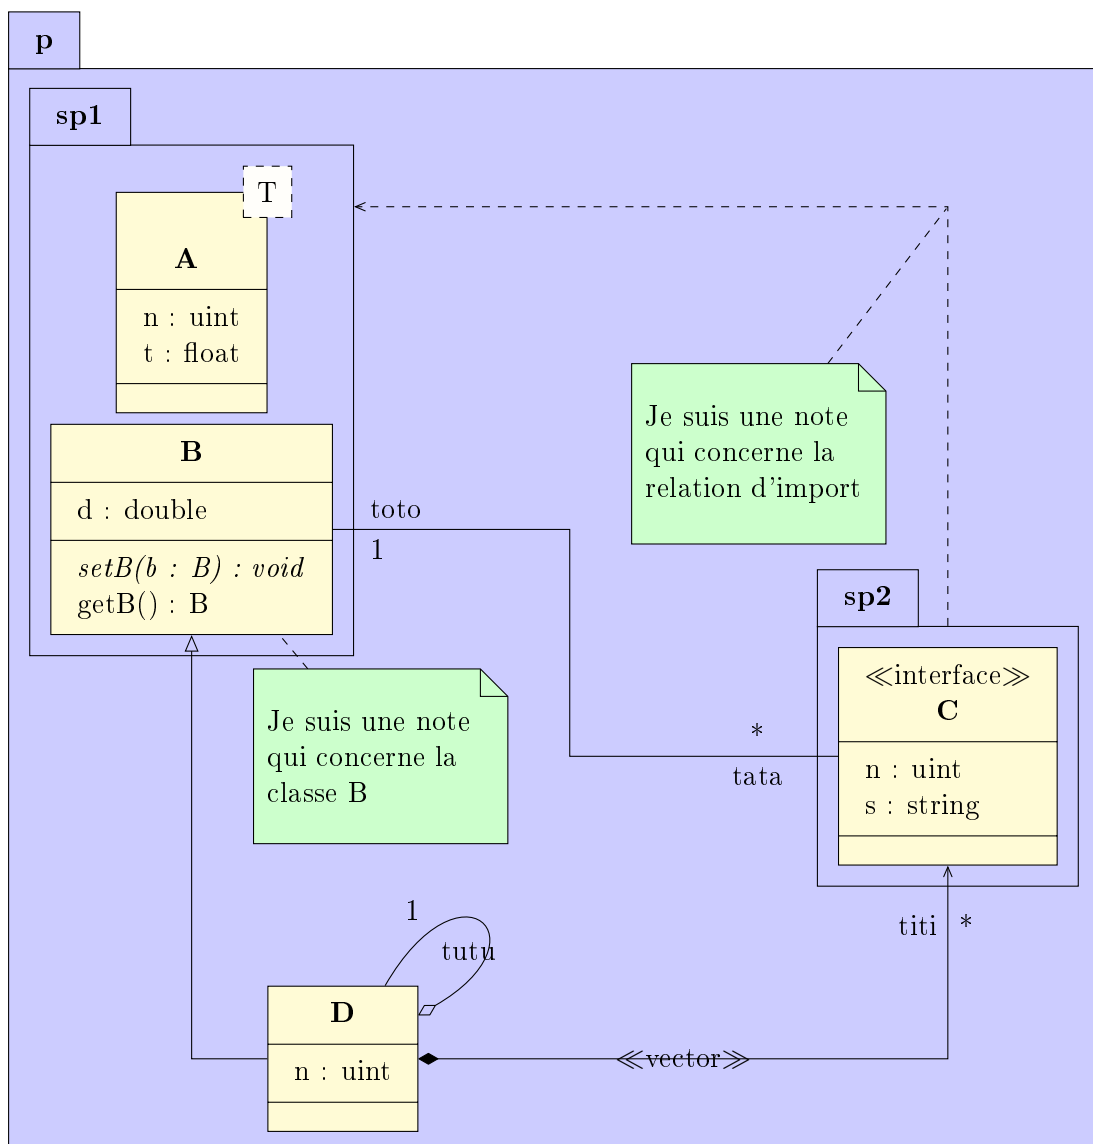 p
sp1
T
A
n : uint
t : float
B
d : double
setB(b : B) : void
getB() : B
toto
1
Je suis une note
qui concerne la
relation d'import
sp2
≪interface≫
C
n : uint
s : string
*
tata
Je suis une note
qui concerne la
classe B
titi
*
1
tutu
D
n : uint
≪vector≫